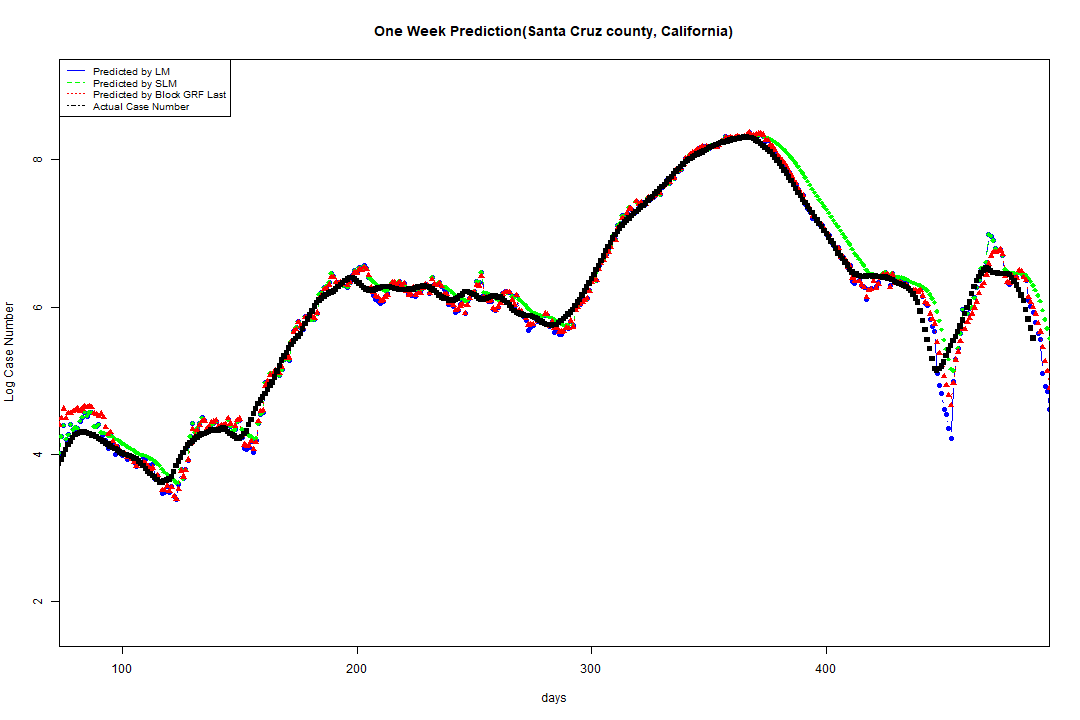 One Week Prediction(Santa Cruz county, California)
Predicted by LM
Predicted by SLM
Predicted by Block GRF Last
Actual Case Number
Log Case Number
8
6
4
2
100 200 300 400
days